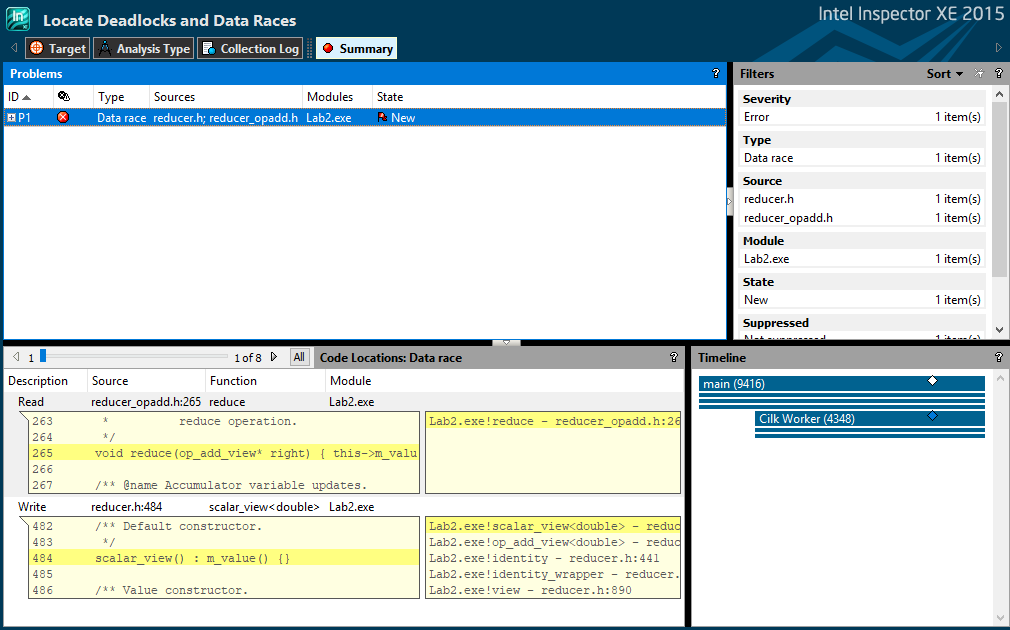 Locate Deadlocks and Data Races
Intel Inspector XE 2015
Target Analysis Type Collection Log Summary
Problems ?
ID Type Sources Modules State
P1 Data race reducer.h; reducer_opadd.h Lab2.exe New
Filters Sort ?
Severity
Error 1 item(s)
Type
Data race 1 item(s)
Source
reducer.h 1 item(s)
reducer_opadd.h 1 item(s)
Module
Lab2.exe 1 item(s)
State
New 1 item(s)
Suppressed
1 1 of 8 All Code Locations: Data race ?
Description Source Function Module
Read reducer_opadd.h:265 reduce Lab2.exe
263 * reduce operation.
264 */
265 void reduce(op_add_view* right) { this->m_valu
266
267 /** @name Accumulator variable updates.
Lab2.exe!reduce - reducer_opadd.h:26
Write reducer.h:484 scalar_view<double> Lab2.exe
482 /** Default constructor.
483 */
484 scalar_view() : m_value() {}
485
486 /** Value constructor.
Lab2.exe!scalar_view<double> - reduc
Lab2.exe!op_add_view<double> - reduc
Lab2.exe!identity - reducer.h:441
Lab2.exe!identity_wrapper - reducer.
Lab2.exe!view - reducer.h:890
Timeline ?
main (9416)
Cilk Worker (4348)